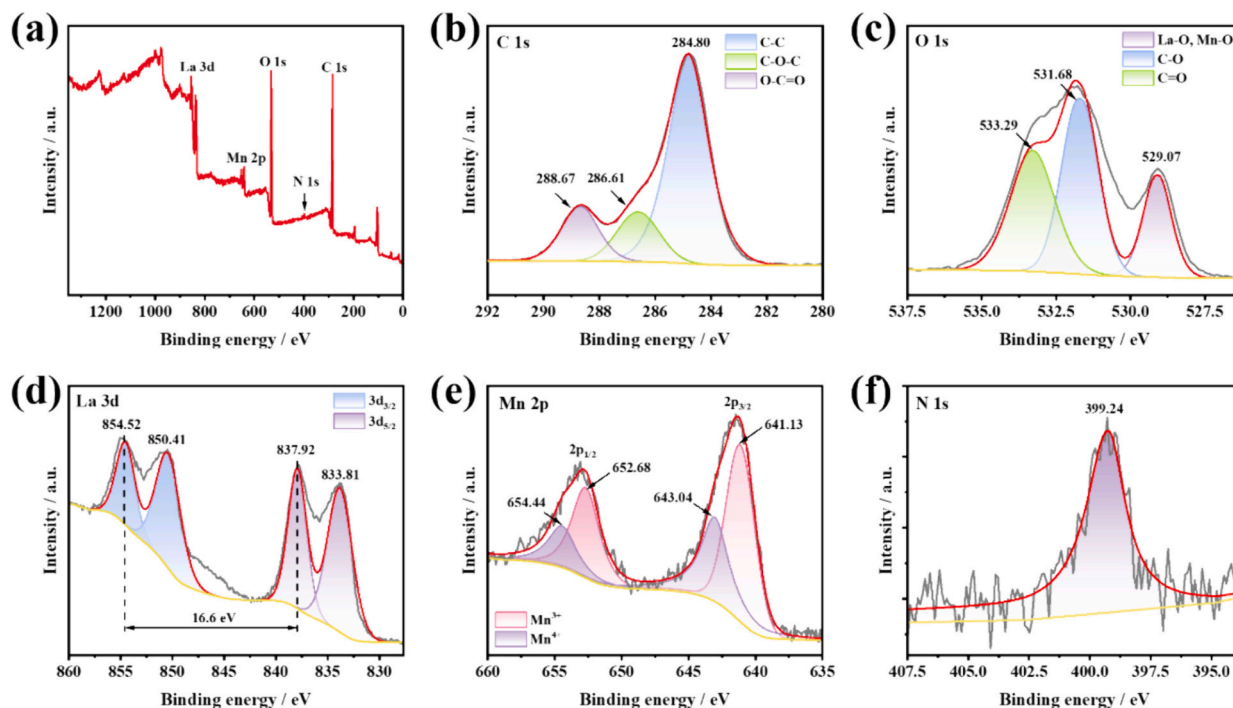 (a)
La 3d
O 1s
C 1s
Mn 2p
N 1s
Intensity / a.u.
1200 1000 800 600 400 200 0
Binding energy / eV
(b)
C 1s
284.80
C-C
C-O-C
O-C=O
288.67
286.61
Intensity / a.u.
292 290 288 286 284 282 280
Binding energy / eV
(c)
O 1s
La-O, Mn-O
C-O
C=O
531.68
533.29
529.07
Intensity / a.u.
537.5 535.0 532.5 530.0 527.5
Binding energy / eV
(d)
La 3d
3d3/2
3d5/2
854.52
850.41
837.92
833.81
16.6 eV
Intensity / a.u.
860 855 850 845 840 835 830
Binding energy / eV
(e)
Mn 2p
2p3/2
641.13
2p1/2
652.68
654.44
643.04
Mn3+
Mn4+
Intensity / a.u.
660 655 650 645 640 635
Binding energy / eV
(f)
N 1s
399.24
Intensity / a.u.
407.5 405.0 402.5 400.0 397.5 395.0
Binding energy / eV